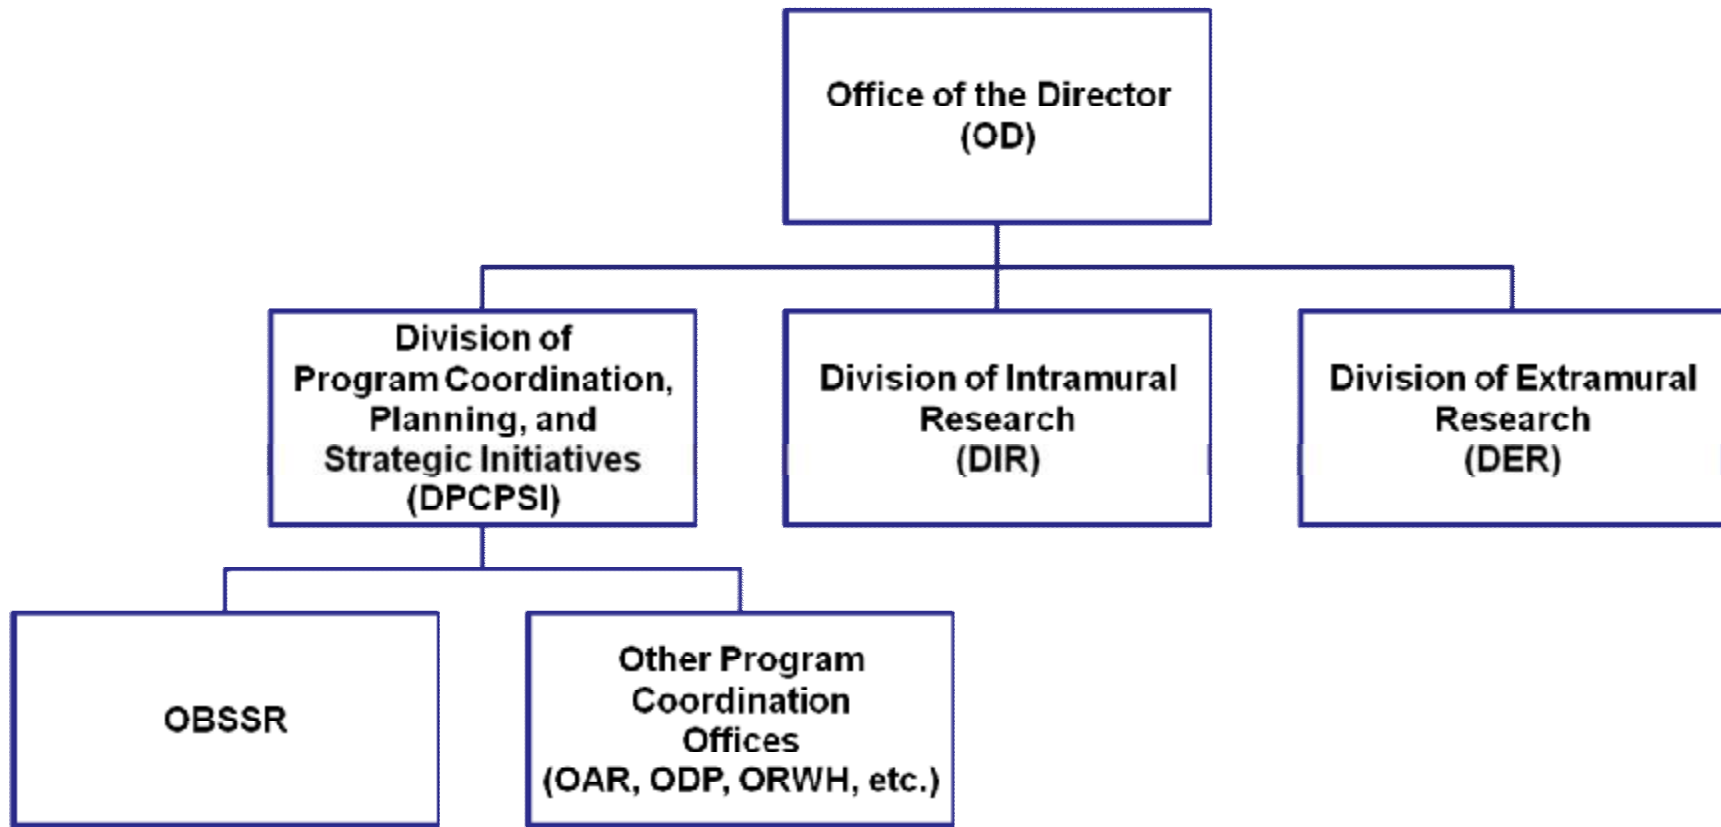 Office of the Director
(OD)
Division of
Program Coordination,
Planning, and
Strategic Initiatives
(DPCPSI)
Division of Intramural
Research
(DIR)
Division of Extramural
Research
(DER)
OBSSR
Other Program
Coordination
Offices
(OAR, ODP, ORWH, etc.)